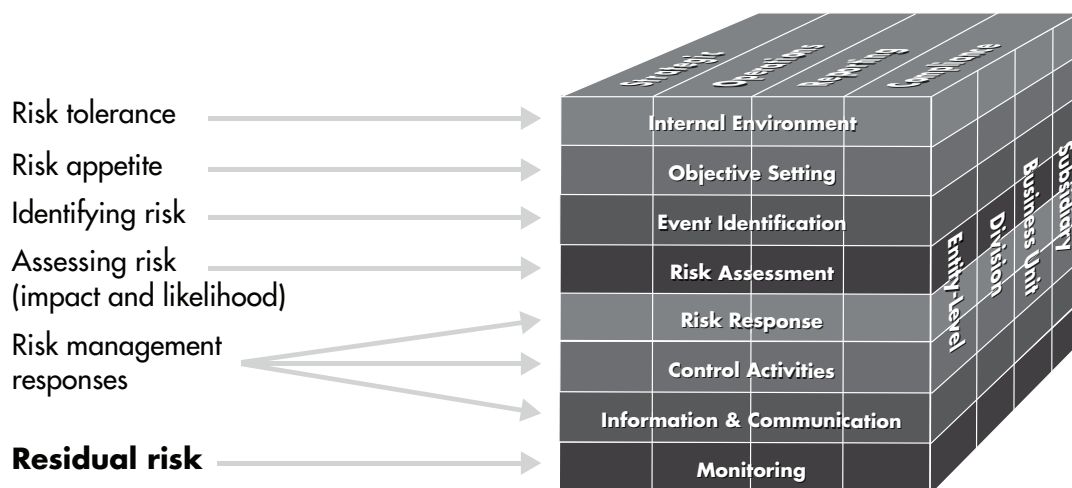 Strategic
Operations
Reporting
Compliance
Risk tolerance
Internal Environment
Risk appetite
Objective Setting
Identifying risk
Event Identification
Assessing risk
(impact and likelihood)
Risk Assessment
Risk management
responses
Risk Response
Control Activities
Information & Communication
Residual risk
Monitoring
Entity-Level
Division
Business Unit
Subsidiary